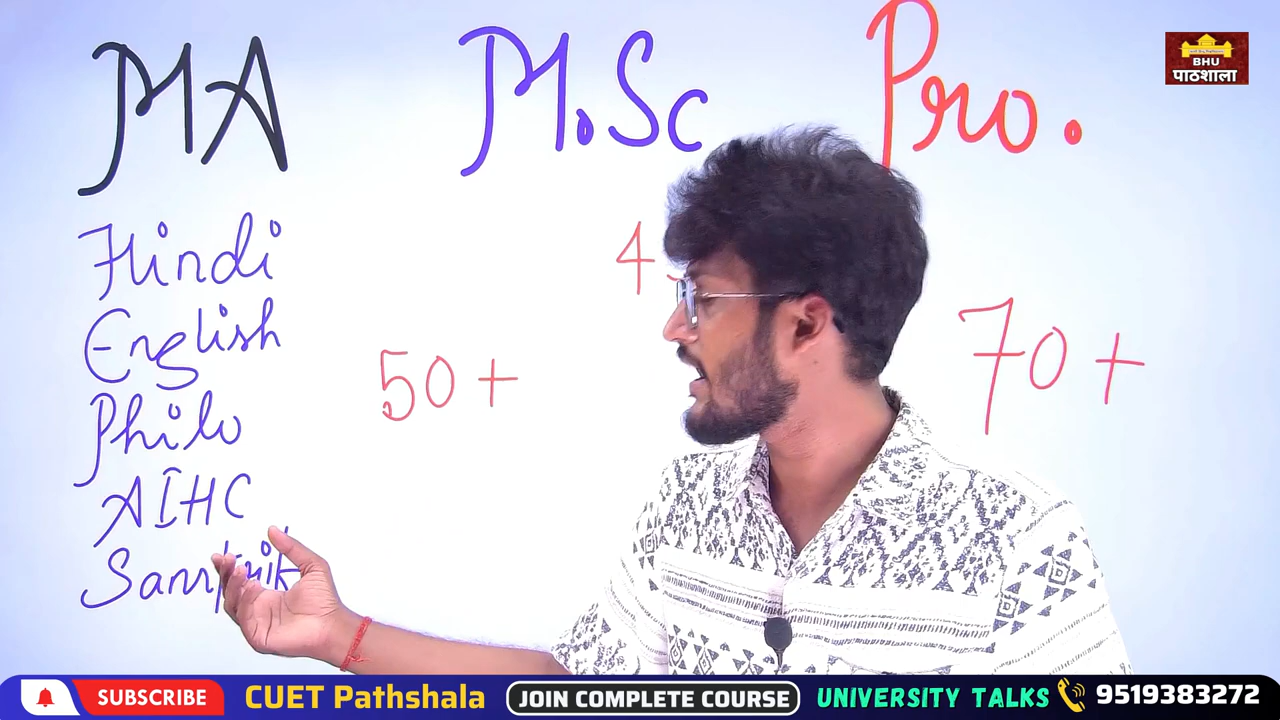 MA M.Sc Pro.
BHU
पाठशाला
Hindi
4
English
70+
50+
Philo
AIHC
SUBSCRIBE CUET Pathshala JOIN COMPLETE COURSE UNIVERSITY TALKS 9519383272